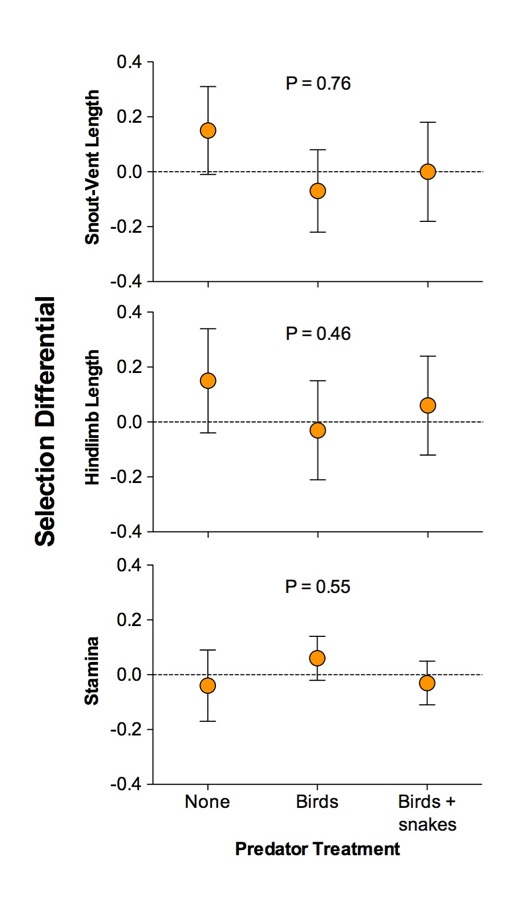 Selection Differential
Snout-Vent Length
0.4
0.2
0.0
-0.2
-0.4
P = 0.76
Hindlimb Length
0.4
0.2
0.0
-0.2
-0.4
P = 0.46
Stamina
0.4
0.2
0.0
-0.2
-0.4
P = 0.55
None
Birds
Birds +
snakes
Predator Treatment